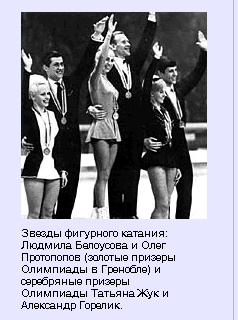 Звезды фигурного катания:
Людмила Белоусова и Олег
Протопопов (золотые призеры
Олимпиады в Гренобле) и
серебряные призеры
Олимпиады Татьяна Жук и
Александр Горелик.